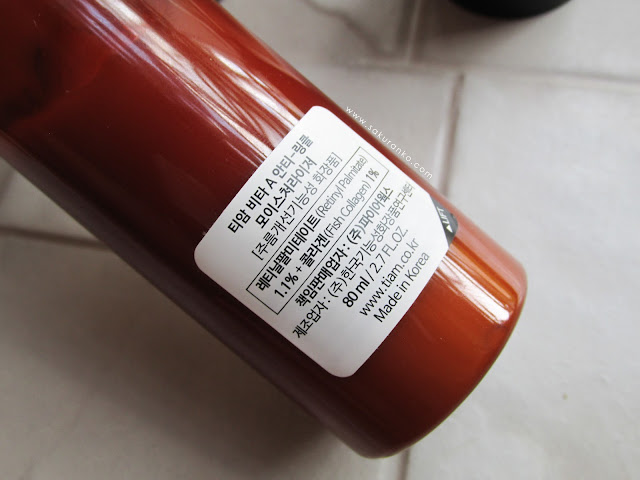 www.sakuranko.com
티암 비타 A 안티-링클
모이스처라이저
[주름개선기능성 화장품]
레티닐팔미테이트(Retinyl Palmitate)
1.1% + 콜라겐(Fish Collagen) 1%
책임판매업자 : (주)파이어웍스
제조업자 : (주)한국기능성화장품연구센터
80 ml / 2.7 FL.OZ.
www.tiam.co.kr
Made in Korea